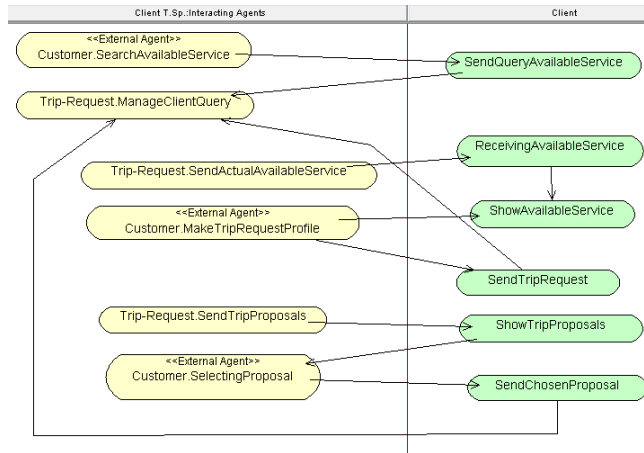 Client T.Sp.:Interacting Agents
Client
<<External Agent>>
Customer.SearchAvailableService
SendQueryAvailableService
Trip-Request.ManageClientQuery
ReceivingAvailableService
Trip-Request.SendActualAvailableService
<<External Agent>>
Customer.MakeTripRequestProfile
ShowAvailableService
SendTripRequest
Trip-Request.SendTripProposals
ShowTripProposals
<<External Agent>>
Customer.SelectingProposal
SendChosenProposal